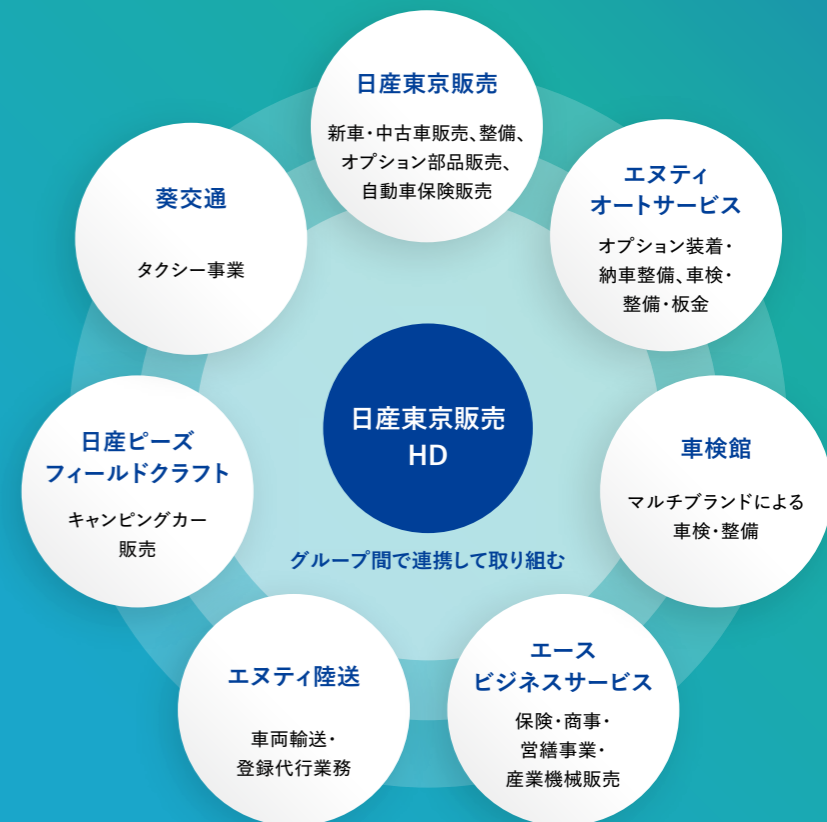 日産東京販売
新車・中古車販売、整備、
オプション部品販売、
自動車保険販売
エヌティ
オートサービス
オプション装着・
納車整備、車検・
整備・板金
車検館
マルチブランドによる
車検・整備
エース
ビジネスサービス
保険・商事・
営繕事業・
産業機械販売
エヌティ陸送
車両輸送・
登録代行業務
日産ピーズ
フィールドクラフト
キャンピングカー
販売
葵交通
タクシー事業
日産東京販売
HD
グループ間で連携して取り組む